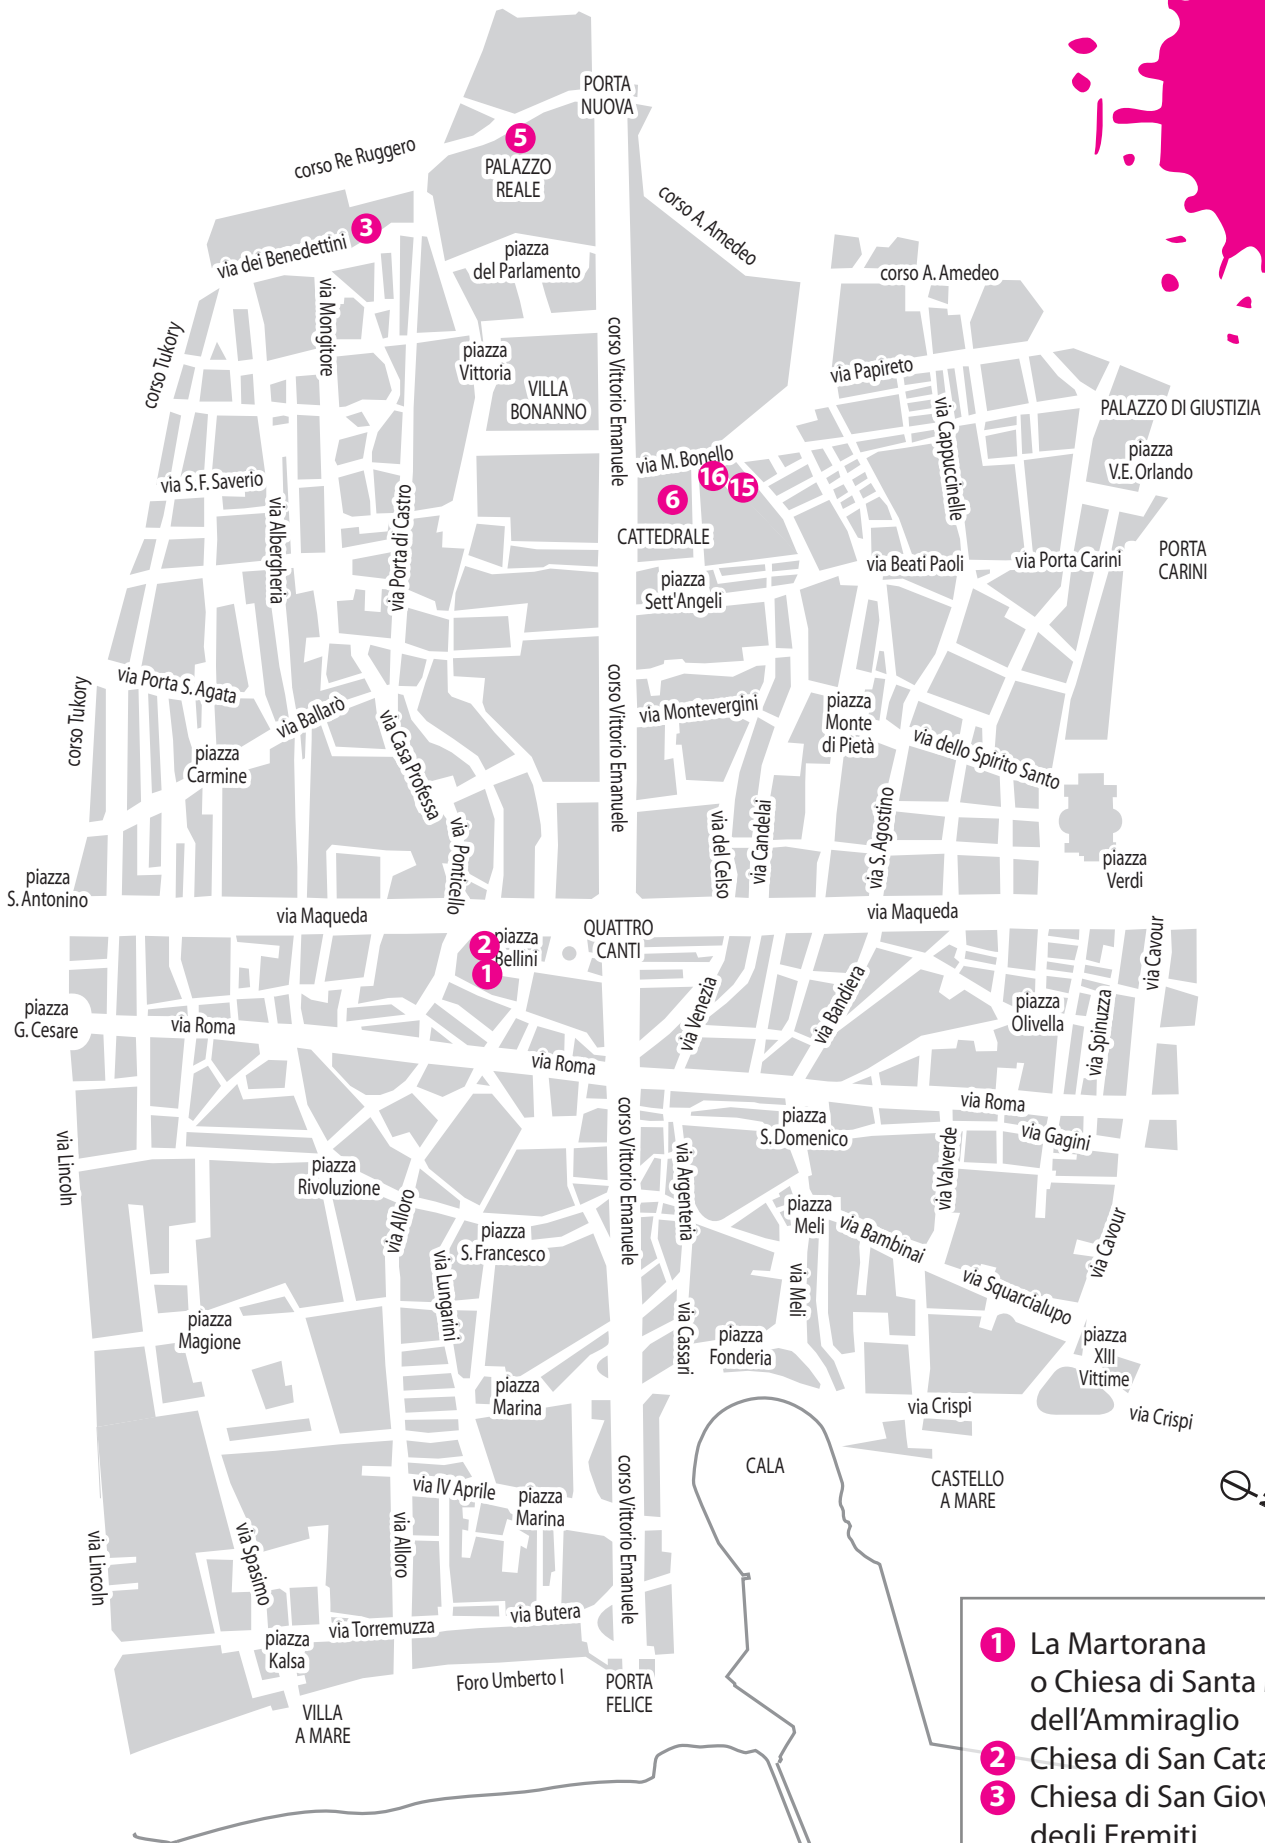 PORTA
NUOVA
5
PALAZZO
REALE
corso Re Ruggero
3
via dei Benedettini
piazza
del Parlamento
corso A. Amedeo
corso A. Amedeo
via Mongitore
corso Tukory
piazza
Vittoria
VILLA
BONANNO
corso Vittorio Emanuele
via Papireto
via Cappuccinelle
PALAZZO DI GIUSTIZIA
piazza
V.E. Orlando
via M. Bonello
16
15
6
CATTEDRALE
via S. F. Saverio
via Albergheria
via Porta di Castro
piazza
Sett'Angeli
via Beati Paoli
via Porta Carini
PORTA
CARINI
via Porta S. Agata
corso Tukory
via Ballarò
piazza
Carmine
via Casa Professa
via Ponticello
corso Vittorio Emanuele
via Montevergini
piazza
Monte
di Pietà
via dello Spirito Santo
via del Celso
via Candelai
via S. Agostino
piazza
Verdi
piazza
S. Antonino
via Maqueda
via Maqueda
2
piazza
Bellini
1
QUATTRO
CANTI
via Cavour
piazza
G. Cesare
via Roma
via Roma
via Venezia
via Bandiera
piazza
Olivella
via Spinuzza
via Roma
via Gagini
via Lincoln
piazza
Rivoluzione
via Alloro
corso Vittorio Emanuele
via Argenteria
piazza
S. Domenico
via Valverde
piazza
S. Francesco
via Lungarini
piazza
Meli
via Bambinai
via Cavour
via Meli
via Squarcialupo
piazza
Magione
via Cassari
piazza
Fonderia
piazza
XIII
Vittime
piazza
Marina
via Crispi
via Crispi
CALA
CASTELLO
A MARE
via IV Aprile
piazza
Marina
corso Vittorio Emanuele
via Lincoln
via Spasimo
via Alloro
via Butera
via Torremuzza
piazza
Kalsa
Foro Umberto I
PORTA
FELICE
VILLA
A MARE
1 La Martorana
o Chiesa di Santa
dell'Ammiraglio
2 Chiesa di San Cata
3 Chiesa di San Giov
degli Eremiti